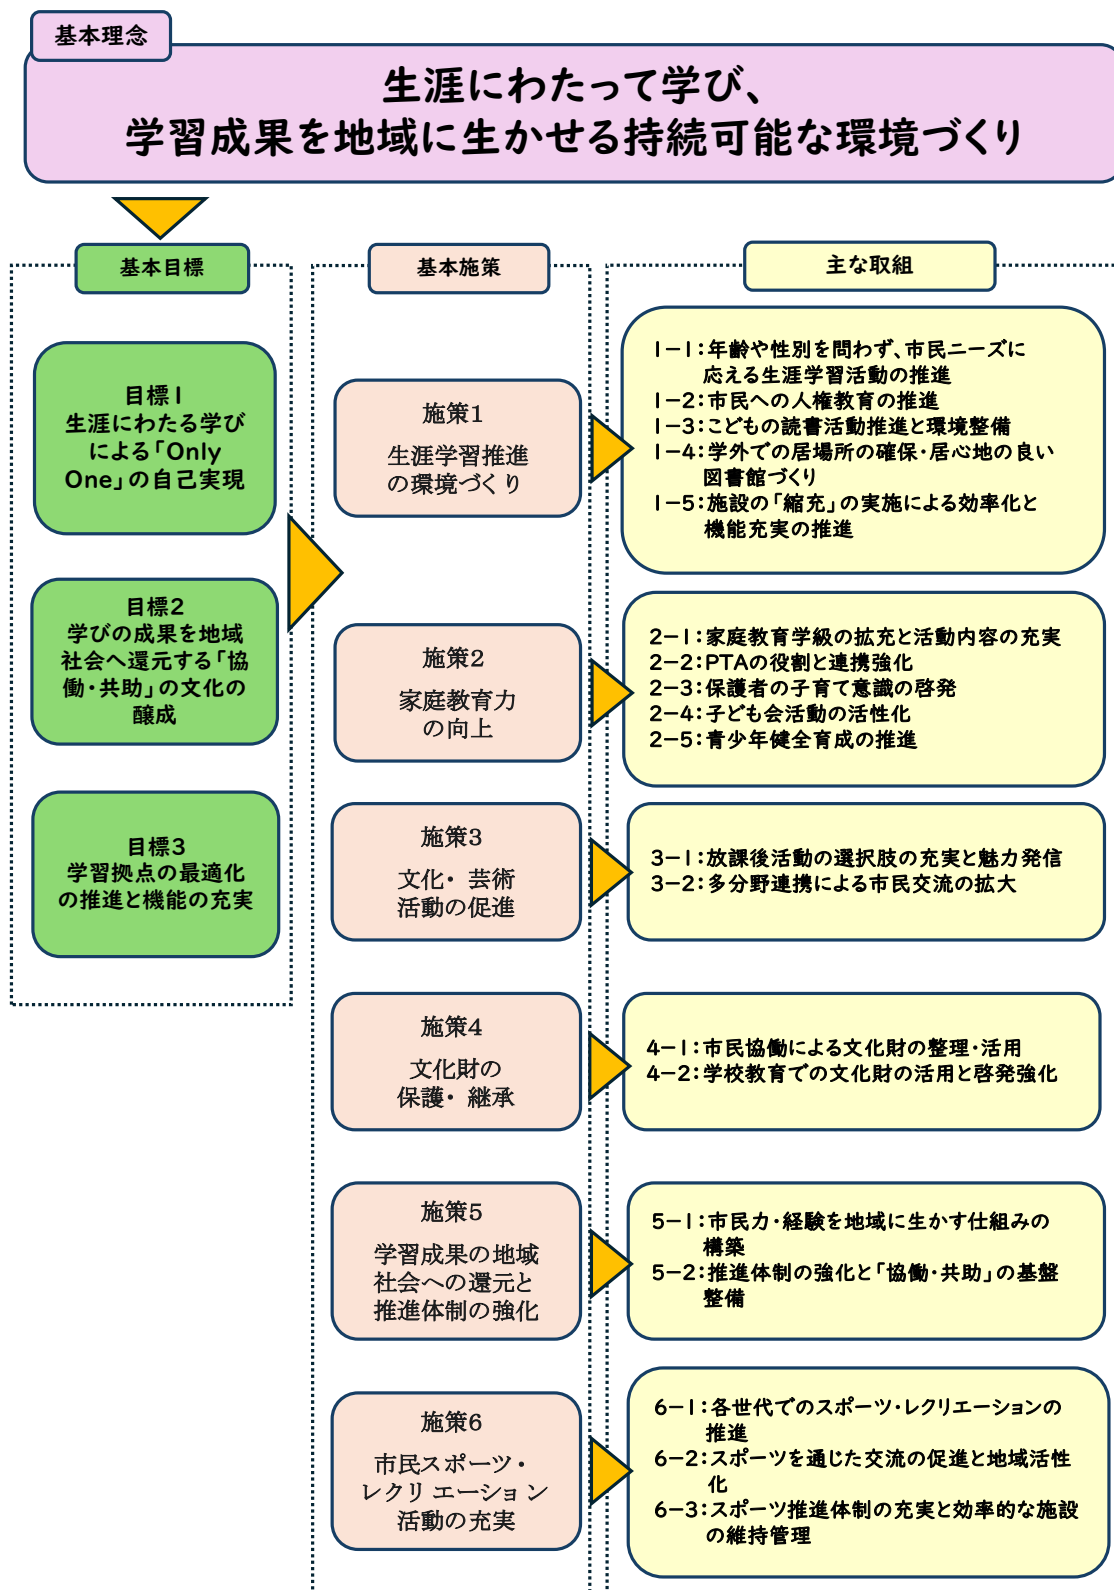 基本理念
生涯にわたって学び、
学習成果を地域に生かせる持続可能な環境づくり
基本目標
目標1
生涯にわたる学び
による「Only
One」の自己実現
目標2
学びの成果を地域
社会へ還元する「協
働・共助」の文化の
醸成
目標3
学習拠点の最適化
の推進と機能の充実
基本施策
主な取組
施策1
生涯学習推進
の環境づくり
1-1:年齢や性別を問わず、市民ニーズに
応える生涯学習活動の推進
1-2:市民への人権教育の推進
1-3:こどもの読書活動推進と環境整備
1-4:学外での居場所の確保・居心地の良い
図書館づくり
1-5:施設の「縮充」の実施による効率化と
機能充実の推進
施策2
家庭教育力
の向上
2-1:家庭教育学級の拡充と活動内容の充実
2-2:PTAの役割と連携強化
2-3:保護者の子育て意識の啓発
2-4:子ども会活動の活性化
2-5:青少年健全育成の推進
施策3
文化・芸術
活動の促進
3-1:放課後活動の選択肢の充実と魅力発信
3-2:多分野連携による市民交流の拡大
施策4
文化財の
保護・継承
4-1:市民協働による文化財の整理・活用
4-2:学校教育での文化財の活用と啓発強化
施策5
学習成果の地域
社会への還元と
推進体制の強化
5-1:市民力・経験を地域に生かす仕組みの
構築
5-2:推進体制の強化と「協働・共助」の基盤
整備
施策6
市民スポーツ・
レクリエーション
活動の充実
6-1:各世代でのスポーツ・レクリエーションの
推進
6-2:スポーツを通じた交流の促進と地域活性
化
6-3:スポーツ推進体制の充実と効率的な施設
の維持管理